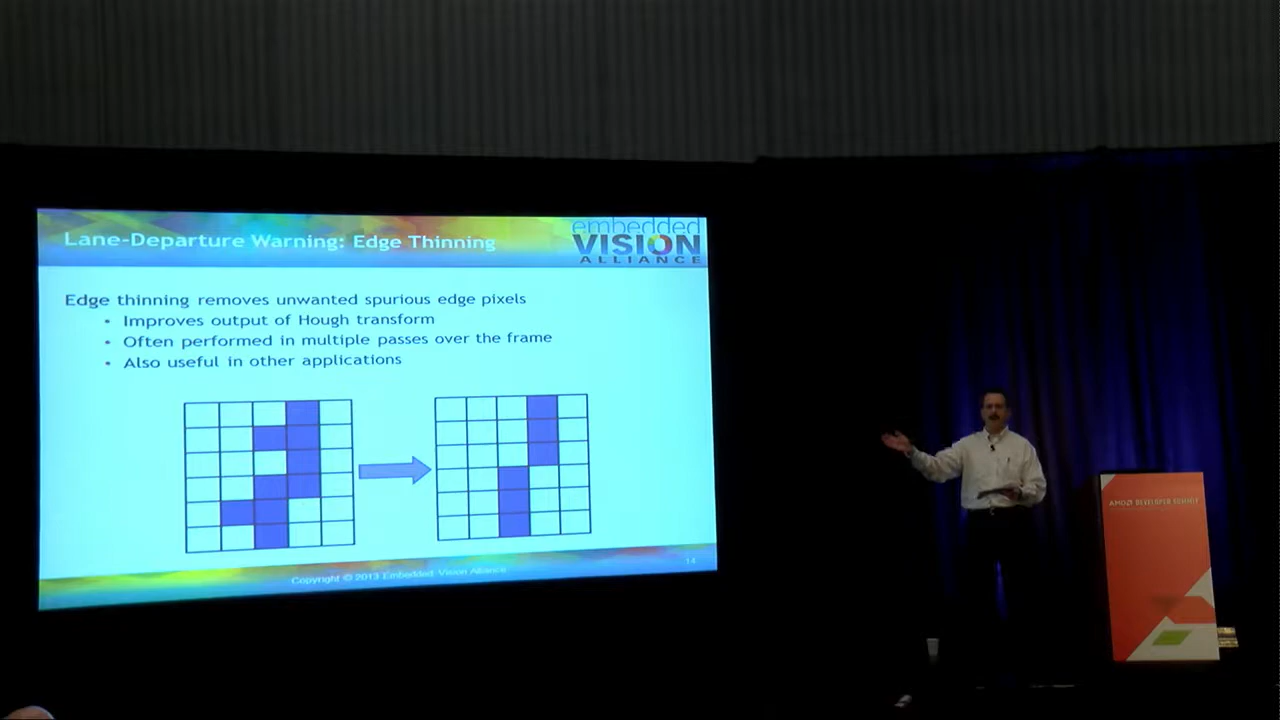 Lane-Departure Warning: Edge Thinning
embedded
VISION
ALLIANCE
Edge thinning removes unwanted spurious edge pixels
• Improves output of Hough transform
• Often performed in multiple passes over the frame
• Also useful in other applications
Copyright © 2013 Embedded Vision Alliance
14
DEVELOPER SUMMIT